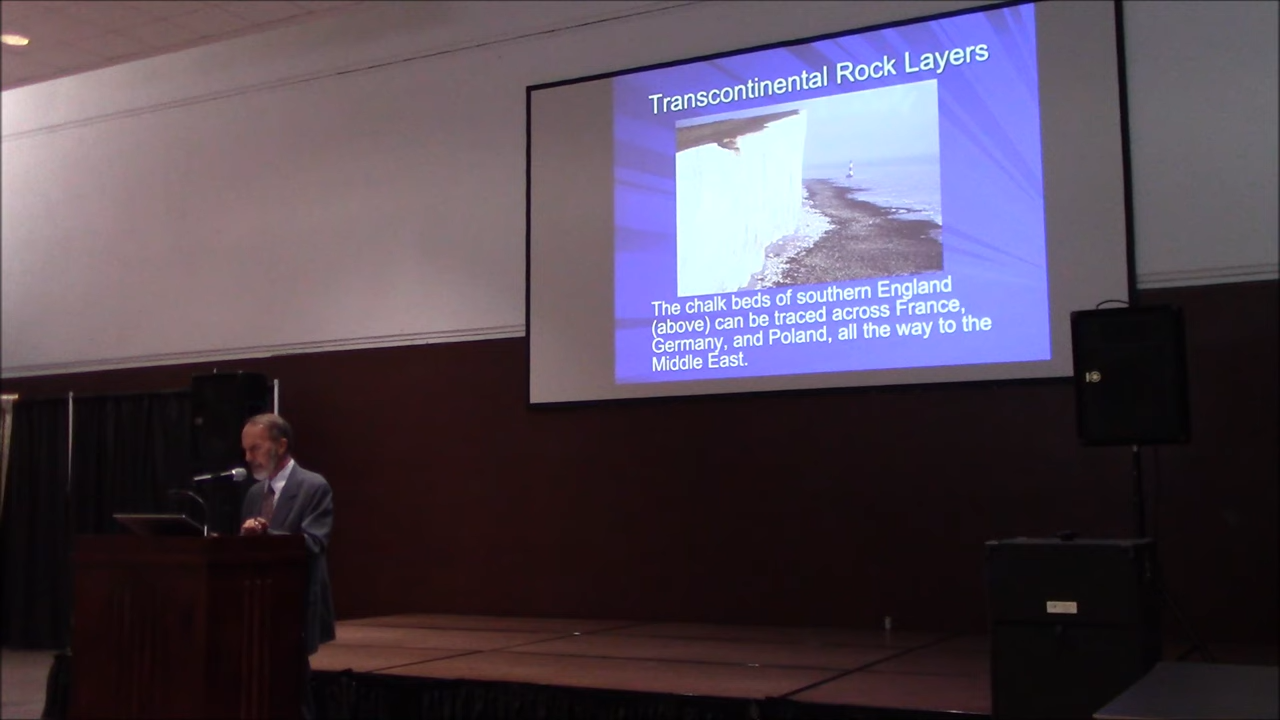 Transcontinental Rock Layers
The chalk beds of southern England
(above) can be traced across France,
Germany, and Poland, all the way to the
Middle East.